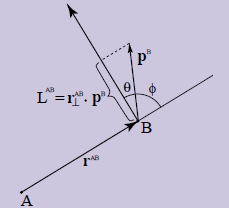 p^B
θ φ
L^AB = r⊥^AB . p^B
B
r^AB
A